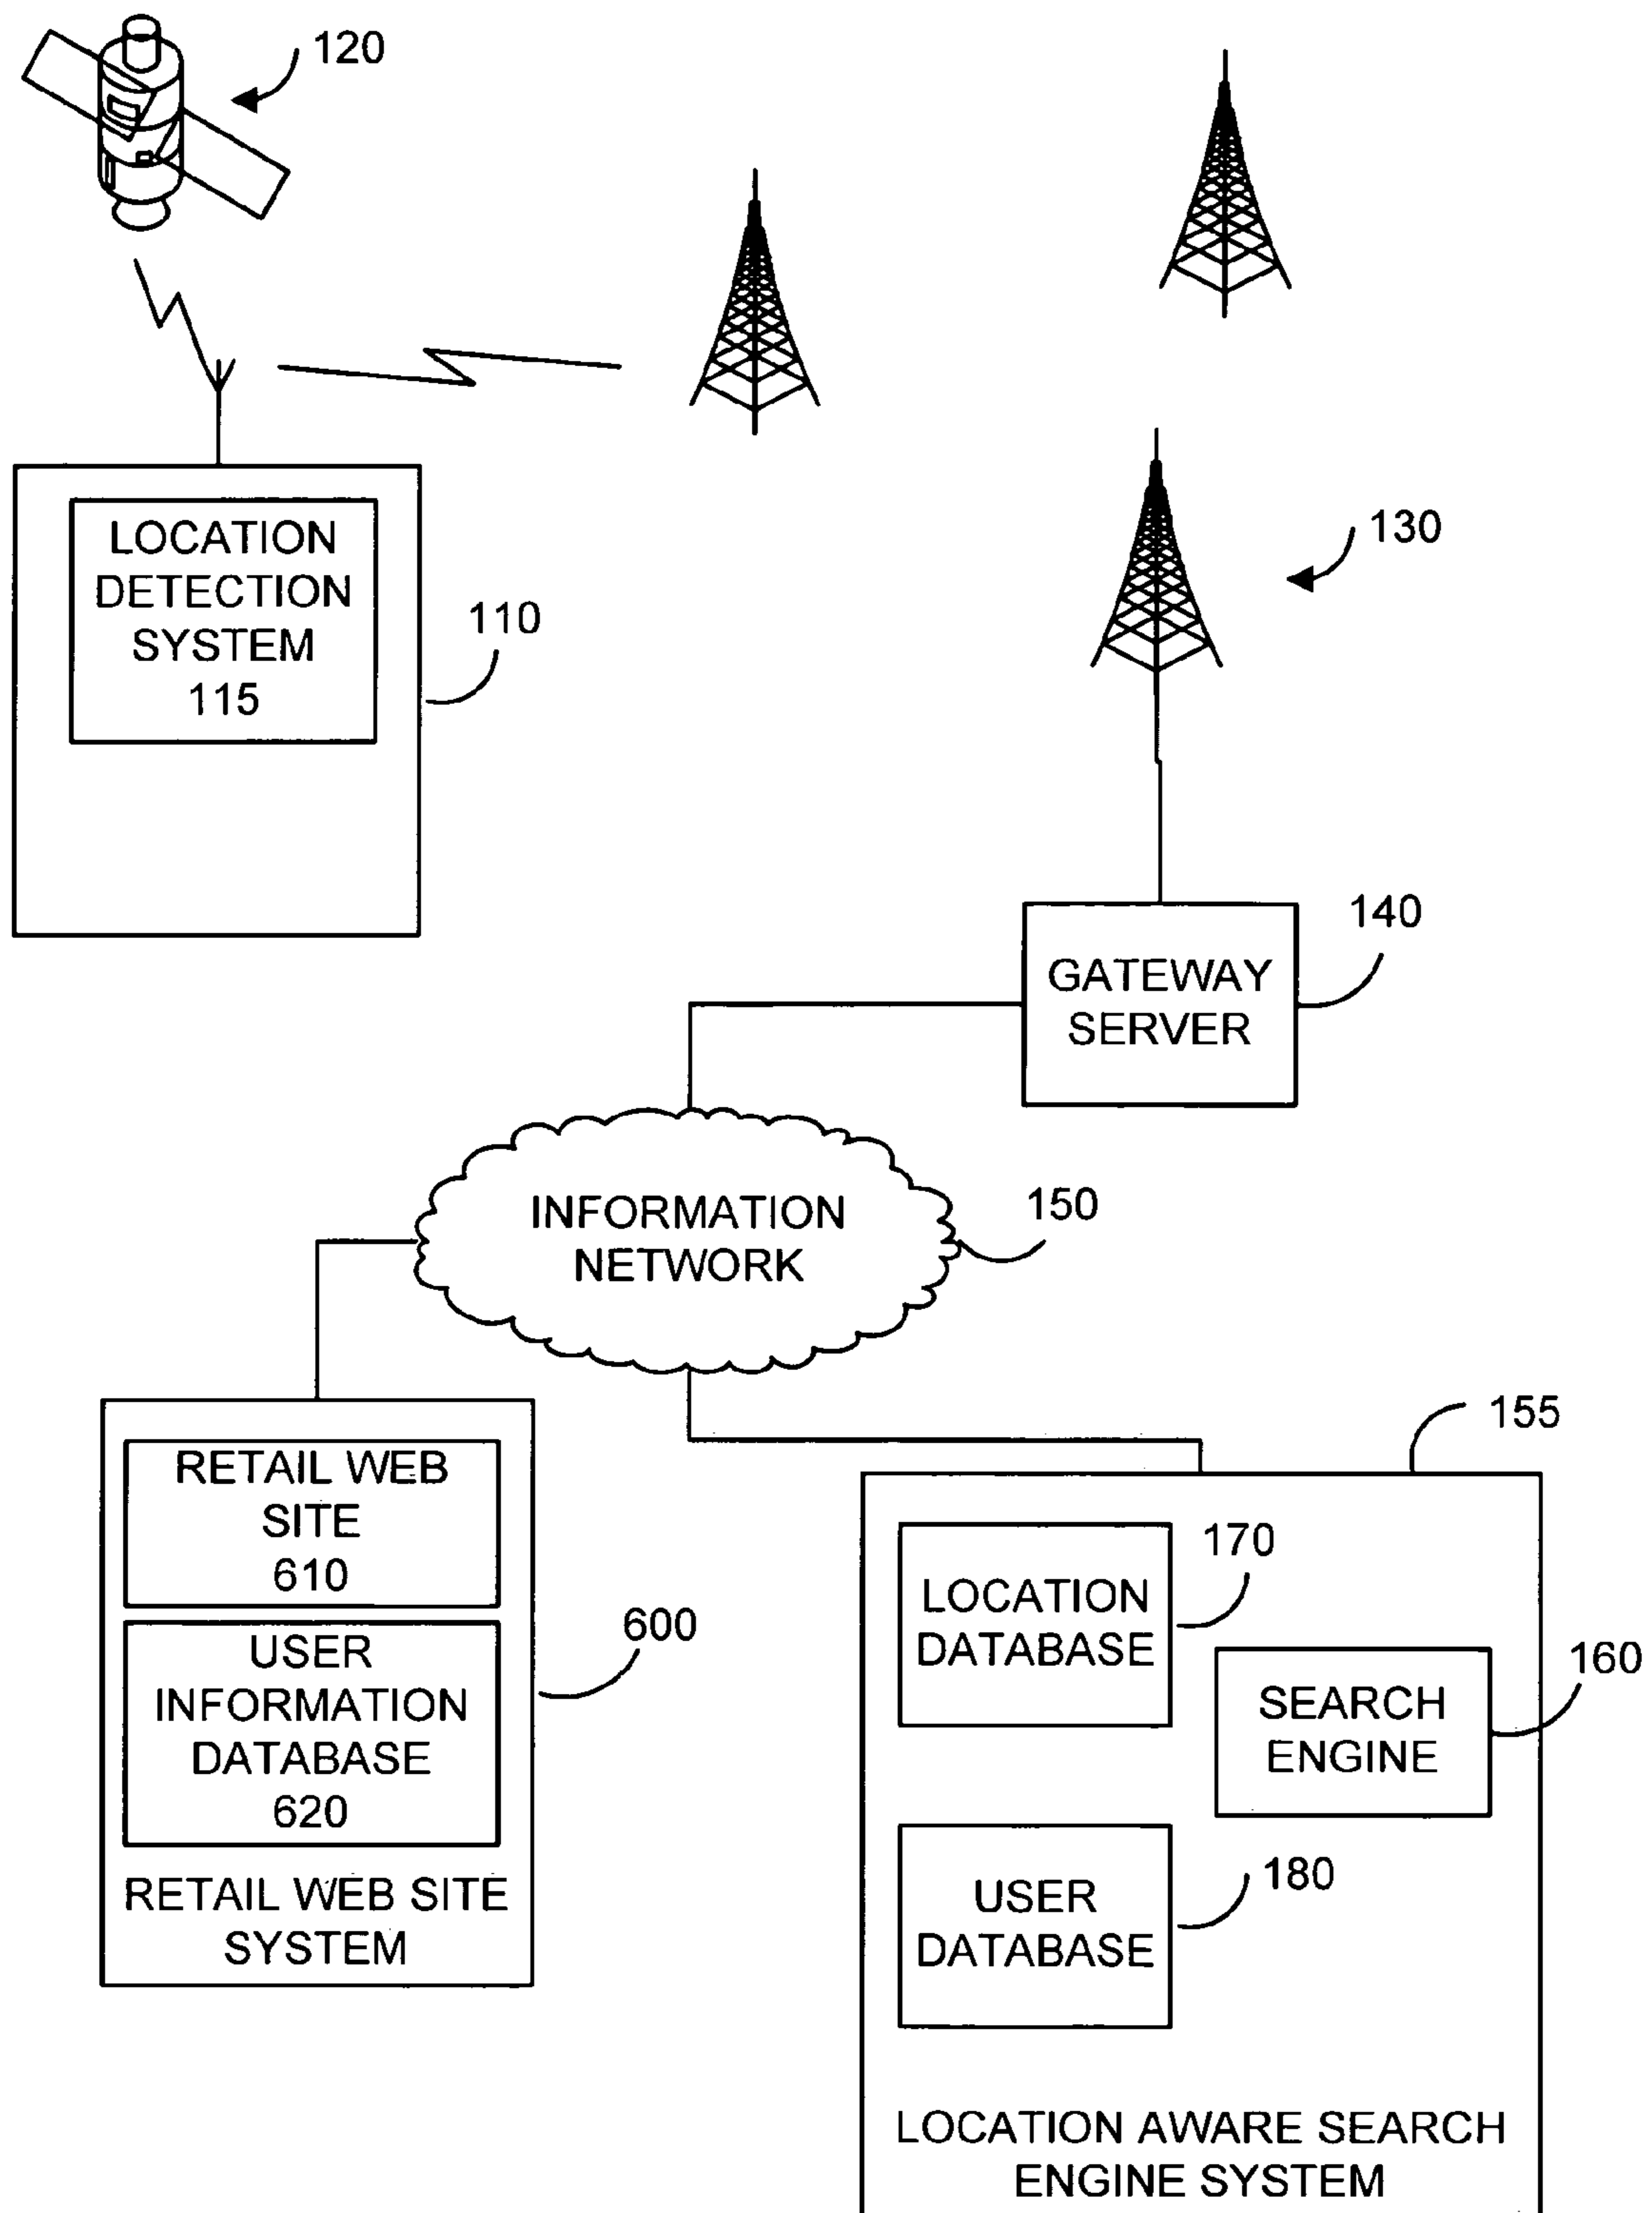 120
130
LOCATION
DETECTION
SYSTEM
115
110
140
GATEWAY
SERVER
INFORMATION
NETWORK
150
155
RETAIL WEB
SITE
610
USER
INFORMATION
DATABASE
620
RETAIL WEB SITE
SYSTEM
600
170
LOCATION
DATABASE
160
SEARCH
ENGINE
180
USER
DATABASE
LOCATION AWARE SEARCH
ENGINE SYSTEM